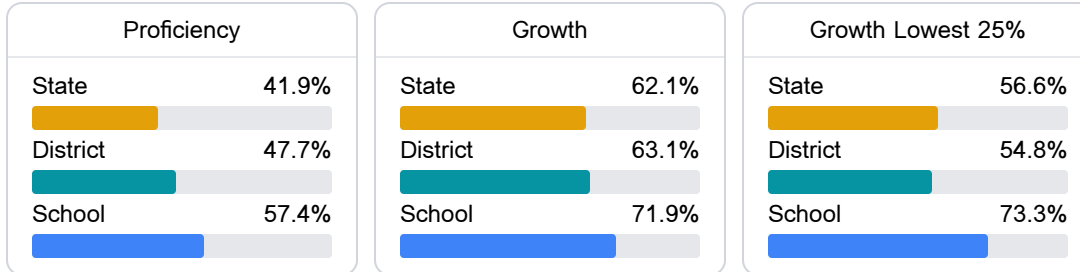 Proficiency
State 41.9%
District 47.7%
School 57.4%
Growth
State 62.1%
District 63.1%
School 71.9%
Growth Lowest 25%
State 56.6%
District 54.8%
School 73.3%